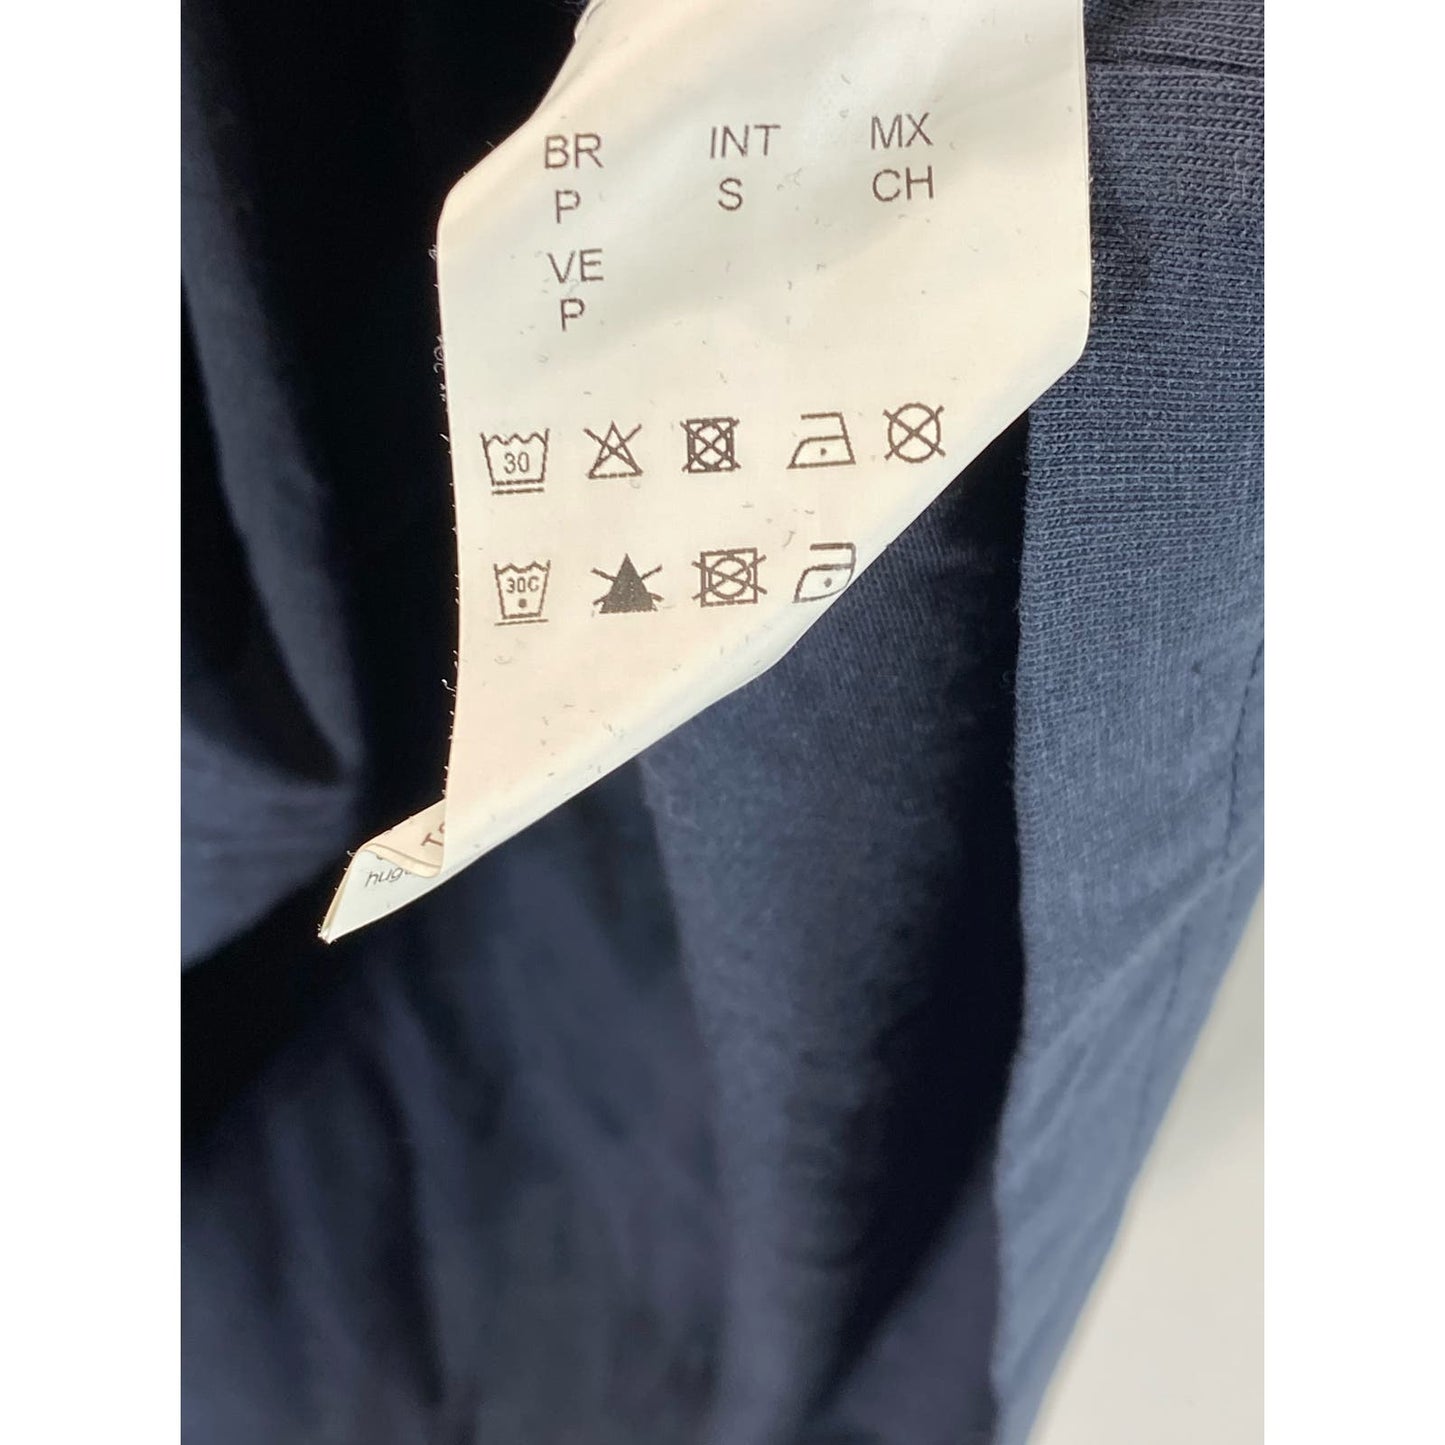 BR INT MX
P S CH
VE
P
30
30C